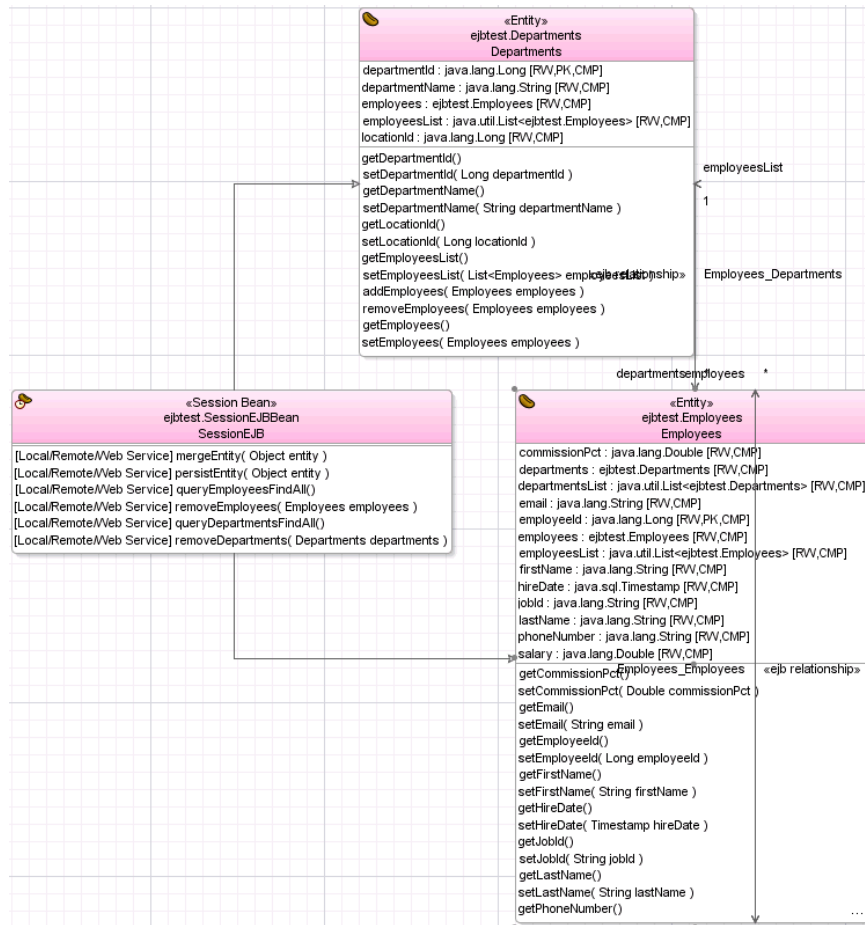 «Entity»
ejbtest.Departments
Departments
departmentId : java.lang.Long [RW,PK,CMP]
departmentName : java.lang.String [RW,CMP]
employees : ejbtest.Employees [RW,CMP]
employeesList : java.util.List<ejbtest.Employees> [RW,CMP]
locationId : java.lang.Long [RW,CMP]
getDepartmentId()
setDepartmentId( Long departmentId )
getDepartmentName()
setDepartmentName( String departmentName )
getLocationId()
setLocationId( Long locationId )
getEmployeesList()
setEmployeesList( List<Employees> employeesList )
addEmployees( Employees employees )
removeEmployees( Employees employees )
getEmployees()
setEmployees( Employees employees )
employeesList
1
«ejb relationship»
Employees_Departments
departments
employees
*
«Session Bean»
ejbtest.SessionEJBBean
SessionEJB
[Local/Remote/Web Service] mergeEntity( Object entity )
[Local/Remote/Web Service] persistEntity( Object entity )
[Local/Remote/Web Service] queryEmployeesFindAll()
[Local/Remote/Web Service] removeEmployees( Employees employees )
[Local/Remote/Web Service] queryDepartmentsFindAll()
[Local/Remote/Web Service] removeDepartments( Departments departments )
«Entity»
ejbtest.Employees
Employees
commissionPct : java.lang.Double [RW,CMP]
departments : ejbtest.Departments [RW,CMP]
departmentsList : java.util.List<ejbtest.Departments> [RW,CMP]
email : java.lang.String [RW,CMP]
employeeId : java.lang.Long [RW,PK,CMP]
employees : ejbtest.Employees [RW,CMP]
employeesList : java.util.List<ejbtest.Employees> [RW,CMP]
firstName : java.lang.String [RW,CMP]
hireDate : java.sql.Timestamp [RW,CMP]
jobId : java.lang.String [RW,CMP]
lastName : java.lang.String [RW,CMP]
phoneNumber : java.lang.String [RW,CMP]
salary : java.lang.Double [RW,CMP]
Employees_Employees
«ejb relationship»
getCommissionPct()
setCommissionPct( Double commissionPct )
getEmail()
setEmail( String email )
getEmployeeId()
setEmployeeId( Long employeeId )
getFirstName()
setFirstName( String firstName )
getHireDate()
setHireDate( Timestamp hireDate )
getJobId()
setJobId( String jobId )
getLastName()
setLastName( String lastName )
getPhoneNumber()
...